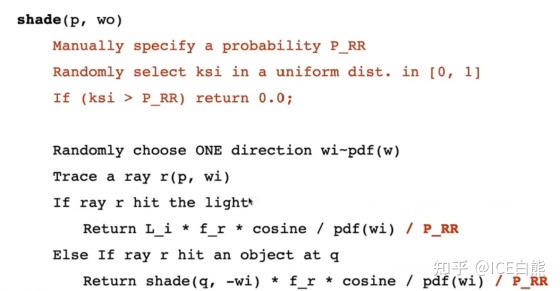 shade(p, wo)
Manually specify a probability P_RR
Randomly select ksi in a uniform dist. in [0, 1]
If (ksi > P_RR) return 0.0;
Randomly choose ONE direction wi~pdf(w)
Trace a ray r(p, wi)
If ray r hit the light
Return L_i * f_r * cosine / pdf(wi) / P_RR
Else If ray r hit an object at q
Return shade(q, -wi) * f_r * cosine / pdf(wi) / P_RR
知乎 @ICE白熊